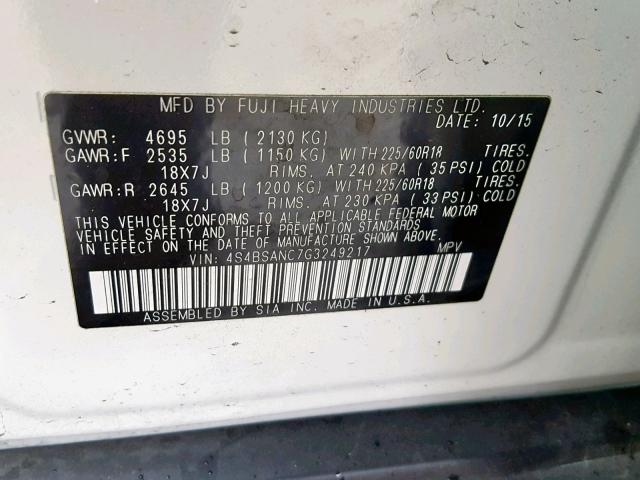 MFD BY FUJI HEAVY INDUSTRIES LTD.
DATE: 10/15
GVWR: 4695 LB ( 2130 KG)
GAWR:F 2535 LB ( 1150 KG) WITH 225/60R18 TIRES.
18X7J RIMS. AT 240 KPA ( 35 PSI) COLD
GAWR:R 2645 LB ( 1200 KG) WITH 225/60R18 TIRES.
18X7J RIMS. AT 230 KPA ( 33 PSI) COLD
THIS VEHICLE CONFORMS TO ALL APPLICABLE FEDERAL MOTOR
VEHICLE SAFETY AND THEFT PREVENTION STANDARDS
IN EFFECT ON THE DATE OF MANUFACTURE SHOWN ABOVE.
VIN: 4S4BSANC7G3249217 MPV
ASSEMBLED BY SIA INC. MADE IN U.S.A.